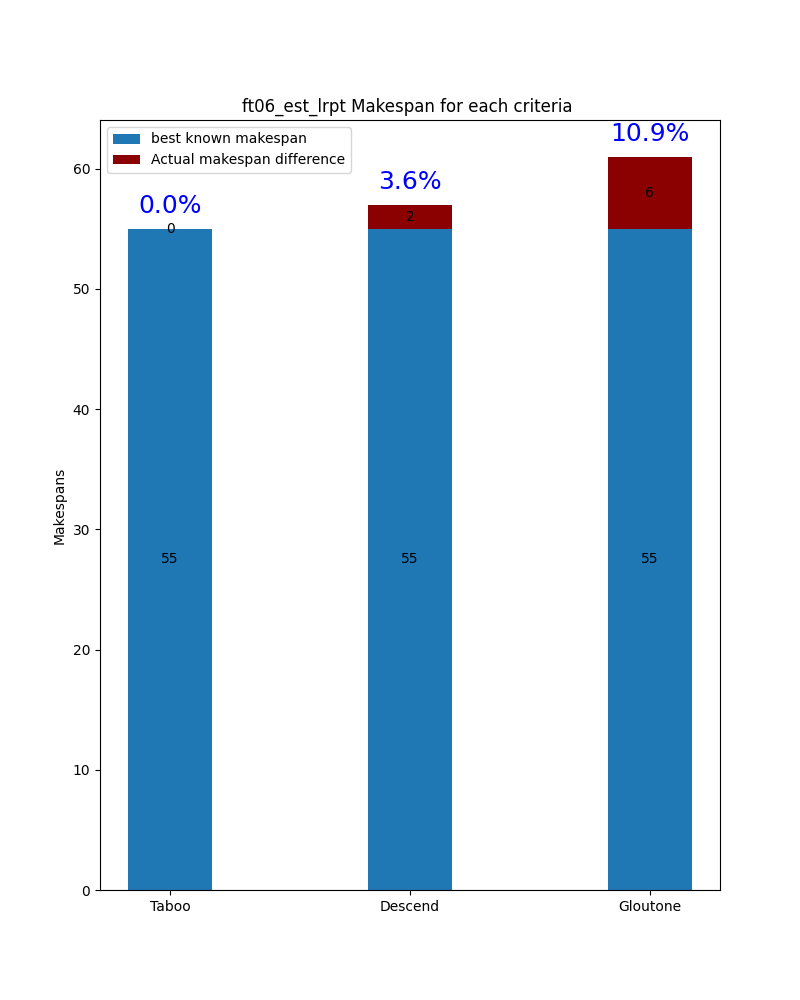 ft06_est_lrpt Makespan for each criteria
best known makespan
Actual makespan difference
10.9%
3.6%
0.0%
6
2
0
55
55
55
Makespans
60
50
40
30
20
10
0
Taboo
Descend
Gloutone